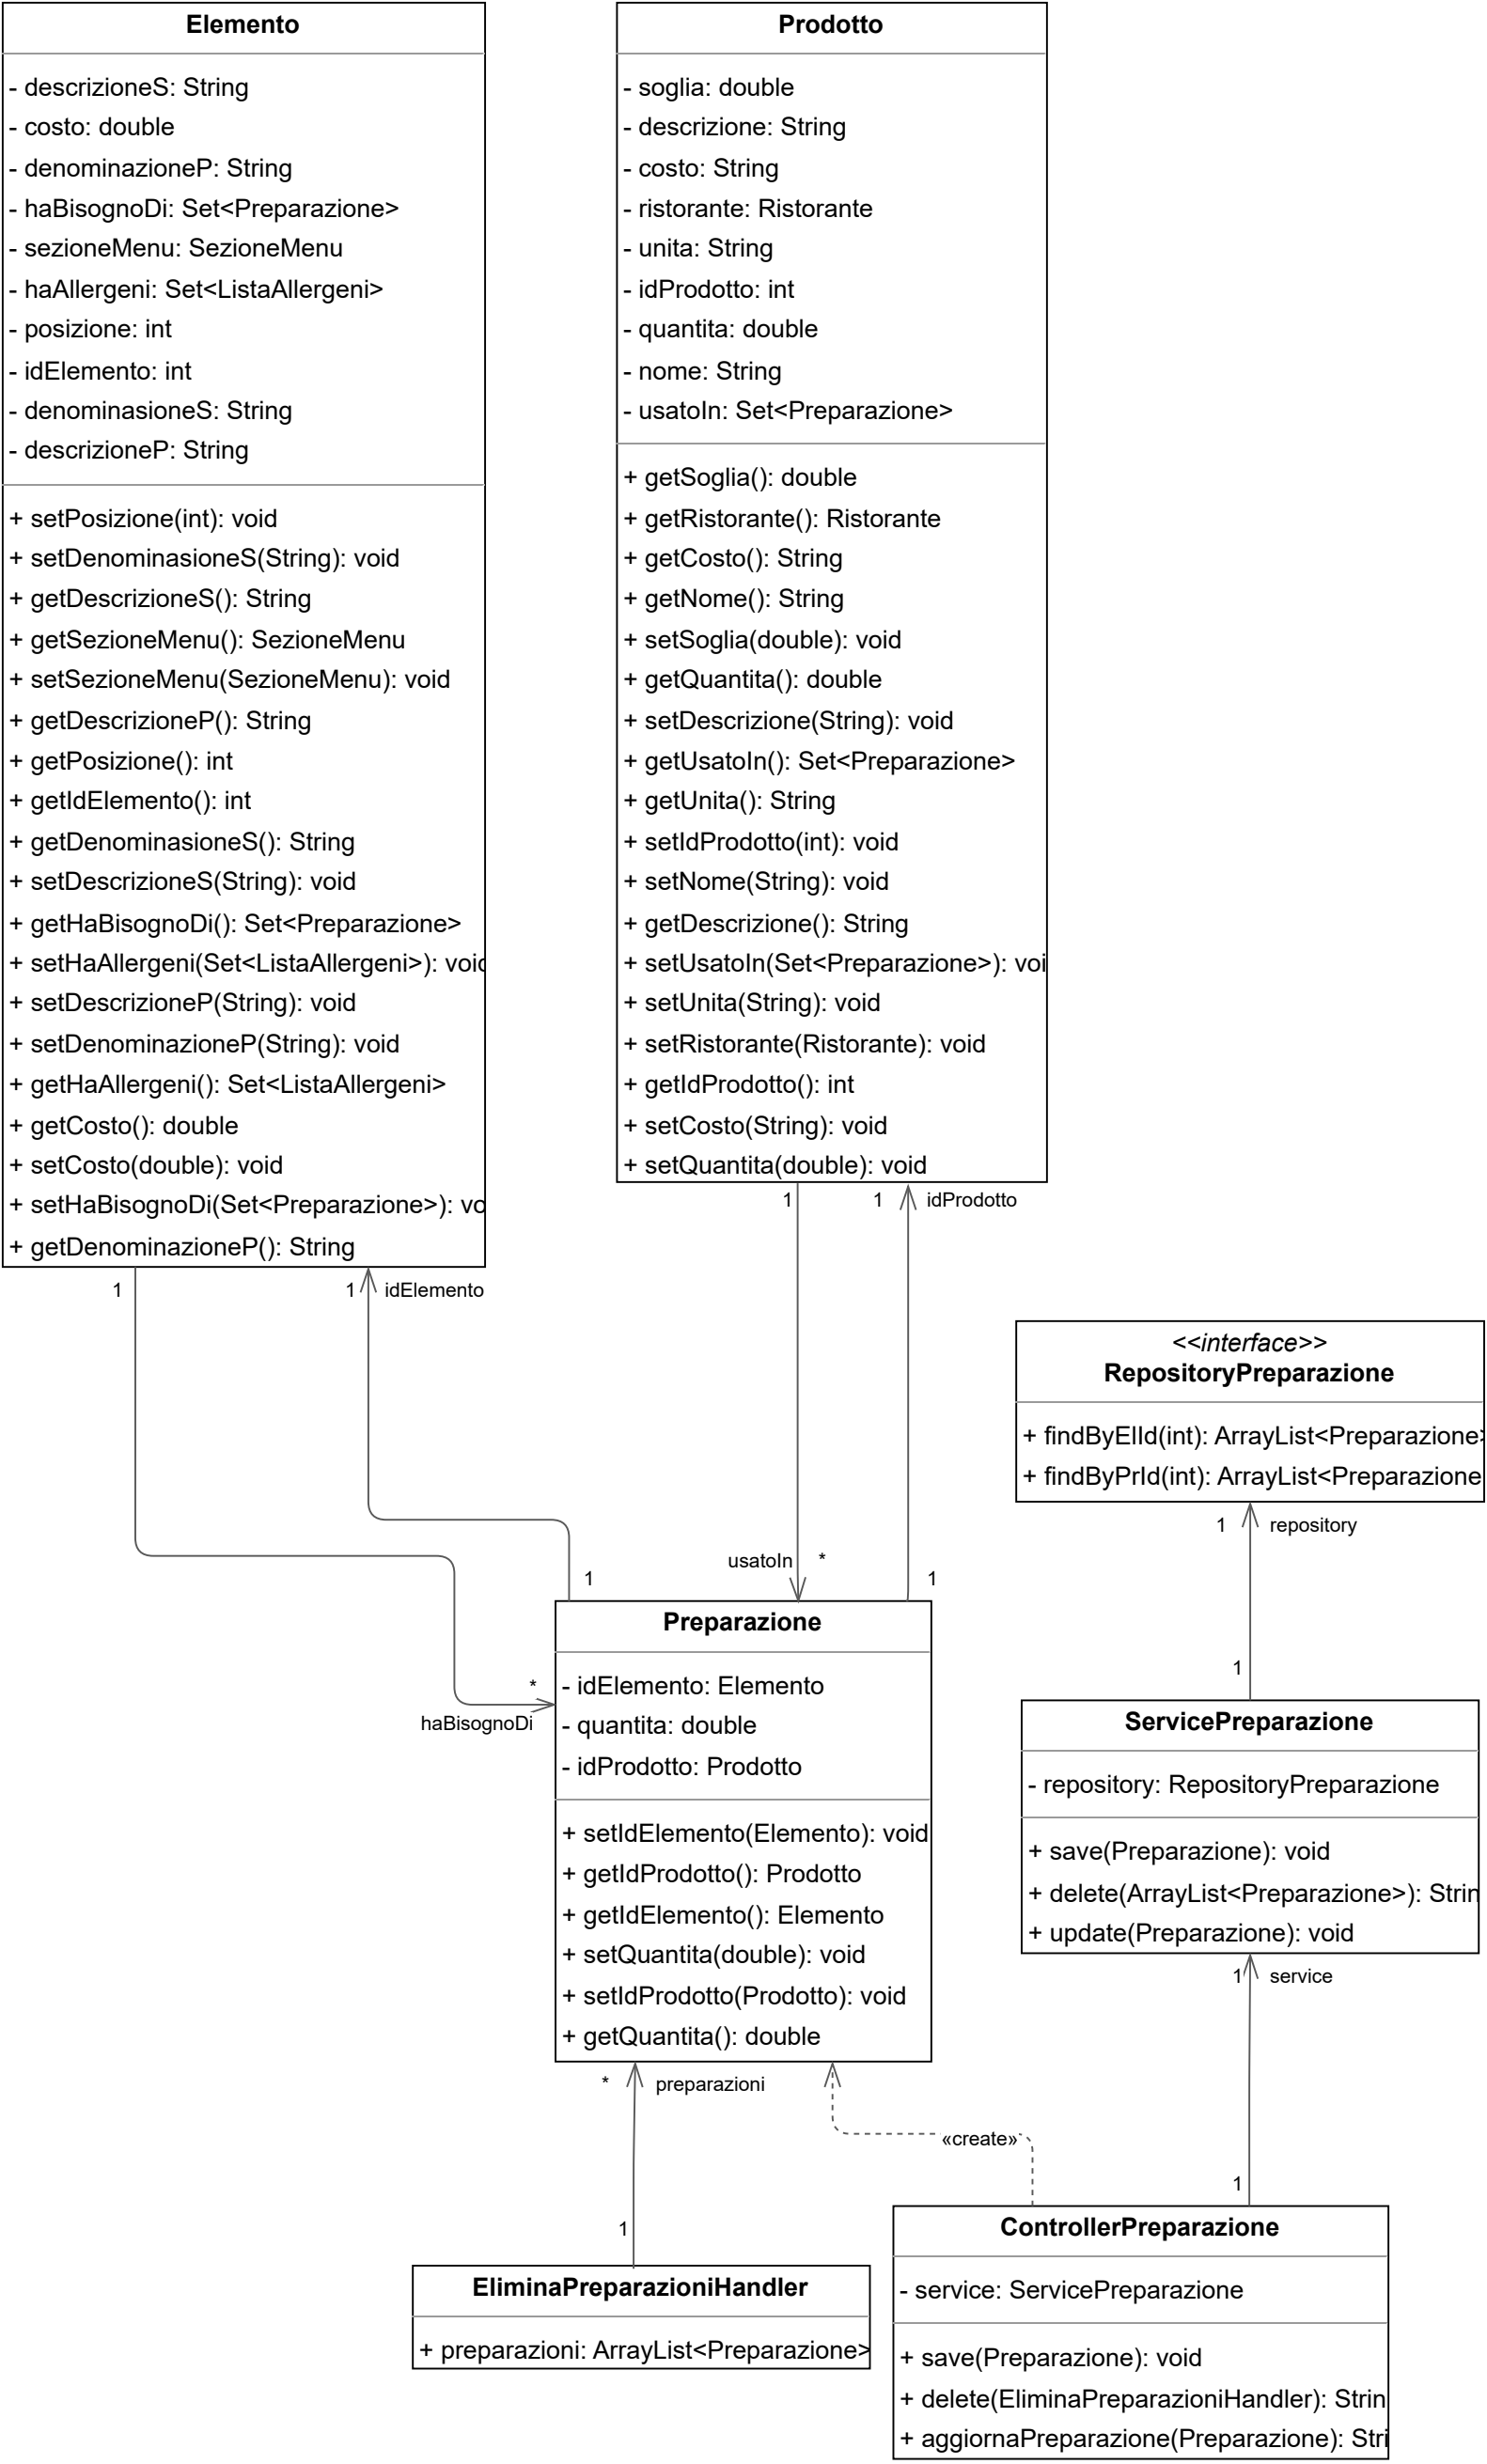 Elemento
- descrizioneS: String
- costo: double
- denominazioneP: String
- haBisognoDi: Set<Preparazione>
- sezioneMenu: SezioneMenu
- haAllergeni: Set<ListaAllergeni>
- posizione: int
- idElemento: int
- denominasioneS: String
- descrizioneP: String
+ setPosizione(int): void
+ setDenominasioneS(String): void
+ getDescrizioneS(): String
+ getSezioneMenu(): SezioneMenu
+ setSezioneMenu(SezioneMenu): void
+ getDescrizioneP(): String
+ getPosizione(): int
+ getIdElemento(): int
+ getDenominasioneS(): String
+ setDescrizioneS(String): void
+ getHaBisognoDi(): Set<Preparazione>
+ setHaAllergeni(Set<ListaAllergeni>): void
+ setDescrizioneP(String): void
+ setDenominazioneP(String): void
+ getHaAllergeni(): Set<ListaAllergeni>
+ getCosto(): double
+ setCosto(double): void
+ setHaBisognoDi(Set<Preparazione>): vo
+ getDenominazioneP(): String
Prodotto
- soglia: double
- descrizione: String
- costo: String
- ristorante: Ristorante
- unita: String
- idProdotto: int
- quantita: double
- nome: String
- usatoIn: Set<Preparazione>
+ getSoglia(): double
+ getRistorante(): Ristorante
+ getCosto(): String
+ getNome(): String
+ setSoglia(double): void
+ getQuantita(): double
+ setDescrizione(String): void
+ getUsatoIn(): Set<Preparazione>
+ getUnita(): String
+ setIdProdotto(int): void
+ setNome(String): void
+ getDescrizione(): String
+ setUsatoIn(Set<Preparazione>): voi
+ setUnita(String): void
+ setRistorante(Ristorante): void
+ getIdProdotto(): int
+ setCosto(String): void
+ setQuantita(double): void
1
1 idProdotto
1
1 idElemento
<<interface>>
RepositoryPreparazione
+ findByElId(int): ArrayList<Preparazione>
+ findByPrId(int): ArrayList<Preparazione
1 repository
usatoIn *
1
1
1
*
haBisognoDi
Preparazione
- idElemento: Elemento
- quantita: double
- idProdotto: Prodotto
+ setIdElemento(Elemento): void
+ getIdProdotto(): Prodotto
+ getIdElemento(): Elemento
+ setQuantita(double): void
+ setIdProdotto(Prodotto): void
+ getQuantita(): double
ServicePreparazione
- repository: RepositoryPreparazione
+ save(Preparazione): void
+ delete(ArrayList<Preparazione>): Strin
+ update(Preparazione): void
1 service
* preparazioni
«create»
1
1
EliminaPreparazioniHandler
+ preparazioni: ArrayList<Preparazione>
ControllerPreparazione
- service: ServicePreparazione
+ save(Preparazione): void
+ delete(EliminaPreparazioniHandler): Strin
+ aggiornaPreparazione(Preparazione): Stri